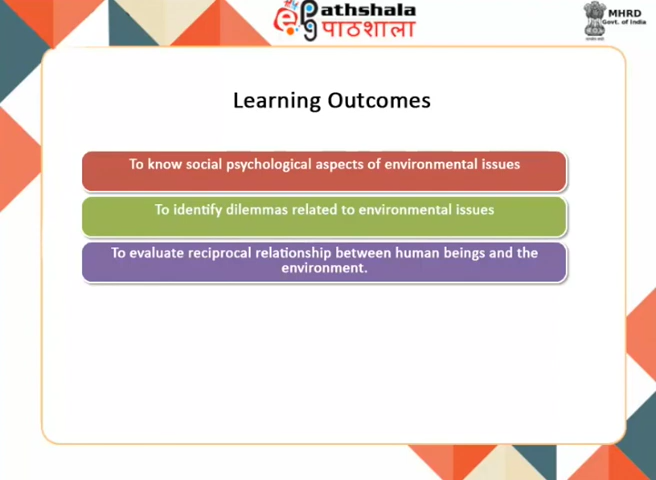 ePathshala
पाठशाला
MHRD
Govt. of India
Learning Outcomes
To know social psychological aspects of environmental issues
To identify dilemmas related to environmental issues
To evaluate reciprocal relationship between human beings and the
environment.